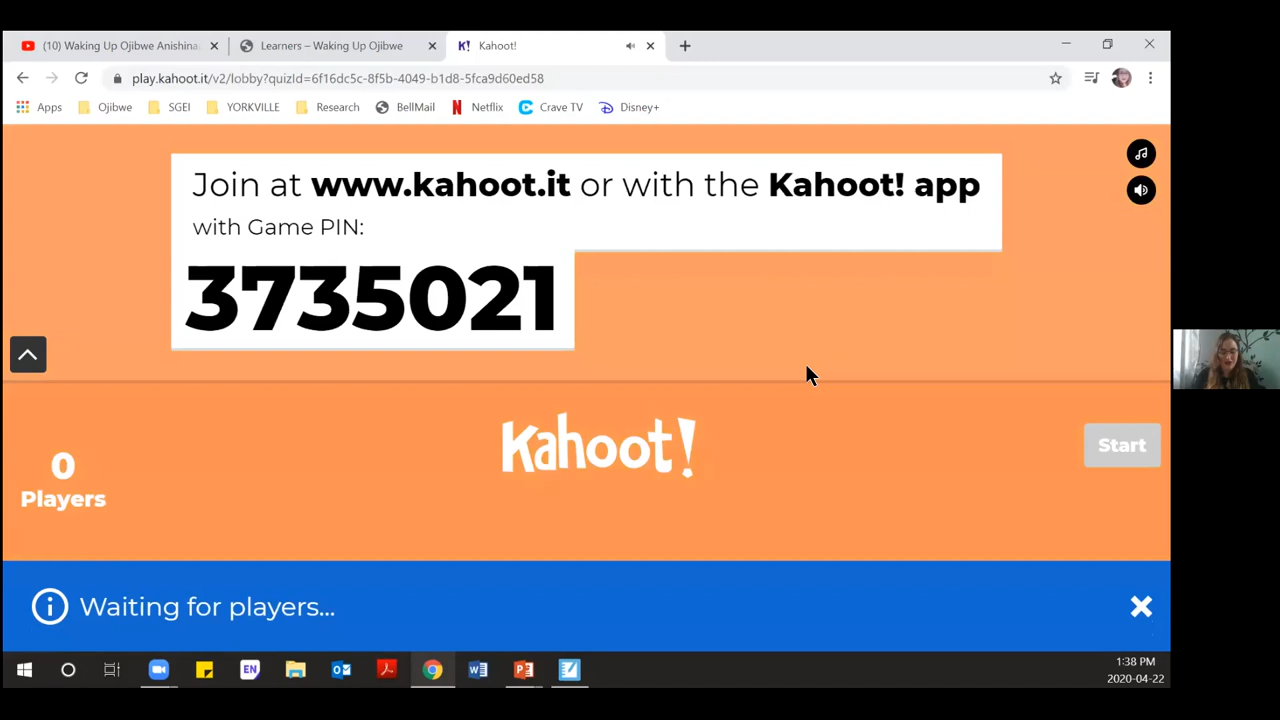 (10) Waking Up Ojibwe Anishina
Learners – Waking Up Ojibwe
K! Kahoot!
play.kahoot.it/v2/lobby?quizId=6f16dc5c-8f5b-4049-b1d8-5fca9d60ed58
Apps Ojibwe SGEI YORKVILLE Research BellMail Netflix Crave TV Disney+
Join at www.kahoot.it or with the Kahoot! app
with Game PIN:
3735021
Kahoot!
Start
0
Players
Waiting for players...
EN
1:38 PM
2020-04-22